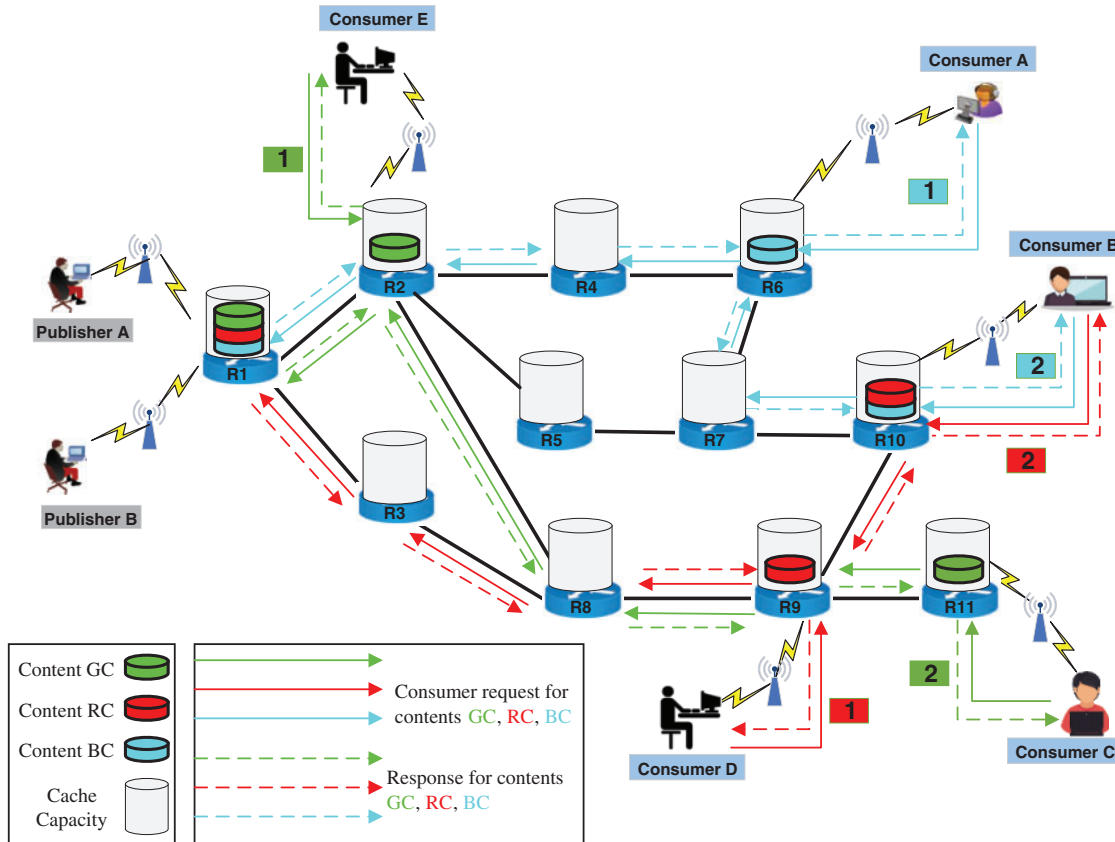 Consumer E
Consumer A
1
1
Consumer B
R2
R4
R6
Publisher A
R1
2
R5
R7
R10
2
Publisher B
R3
R8
R9
R11
2
1
Consumer D
Consumer C
Content GC
Content RC
Content BC
Cache
Capacity
Consumer request for
contents GC, RC, BC
Response for contents
GC, RC, BC